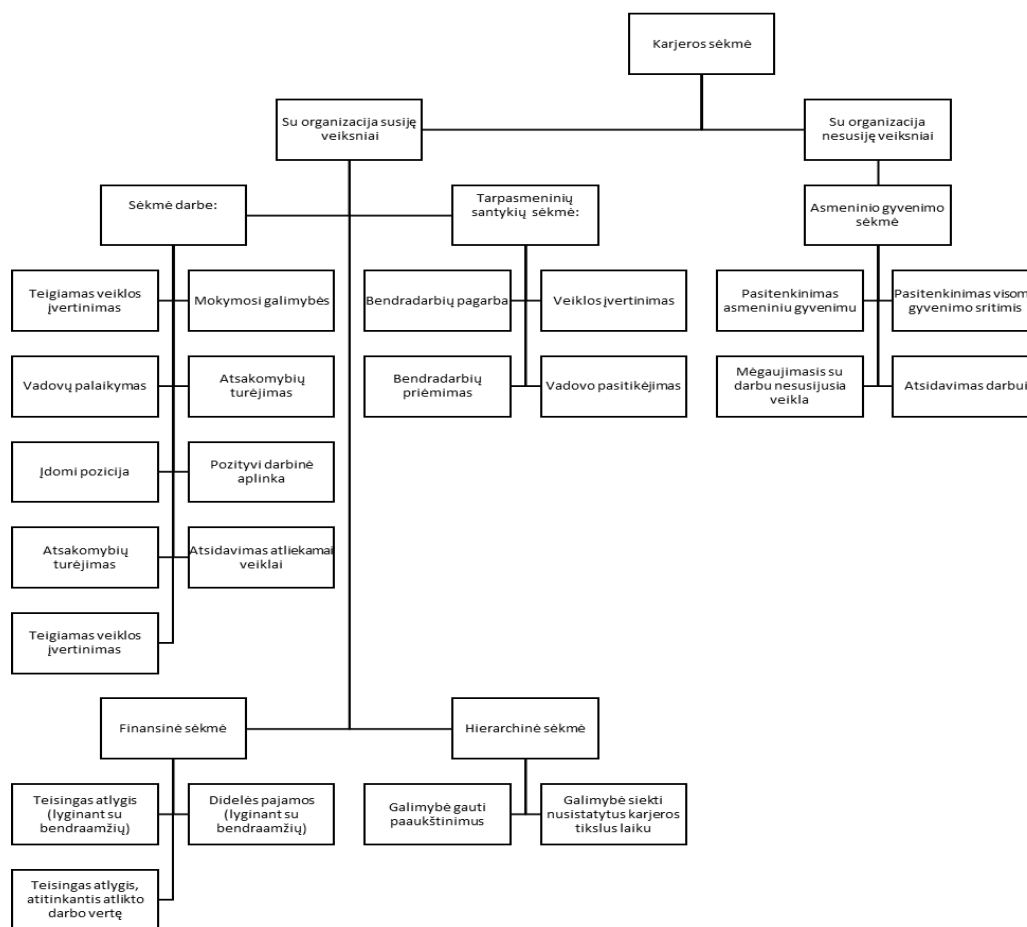 Karjeros sėkmė
Su organizacija susiję
veiksniai
Su organizacija
nesusiję veiksniai
Sėkmė darbe:
Tarpasmeninių
santykių sėkmė:
Asmeninio gyvenimo
sėkmė
Teigiamas veiklos
įvertinimas
Mokymosi galimybės
Bendradarbių pagarba
Veiklos įvertinimas
Pasitenkinimas
asmeniniu gyvenimu
Pasitenkinimas visom
gyvenimo sritimis
Vadovų palaikymas
Atsakomybių
turėjimas
Bendradarbių
priėmimas
Vadovo pasitikėjimas
Mėgaujimasis su
darbu nesusijusia
veikla
Atsidavimas darbui
Įdomi pozicija
Pozityvi darbinė
aplinka
Atsakomybių
turėjimas
Atsidavimas atliekamai
veiklai
Teigiamas veiklos
įvertinimas
Finansinė sėkmė
Hierarchinė sėkmė
Teisingas atlygis
(lyginant su
bendraamžių)
Didelės pajamos
(lyginant su
bendraamžių)
Galimybė gauti
paaukštinimus
Galimybė siekti
nusistatytus karjeros
tikslus laiku
Teisingas atlygis,
atitinkantis atlikto
darbo vertę